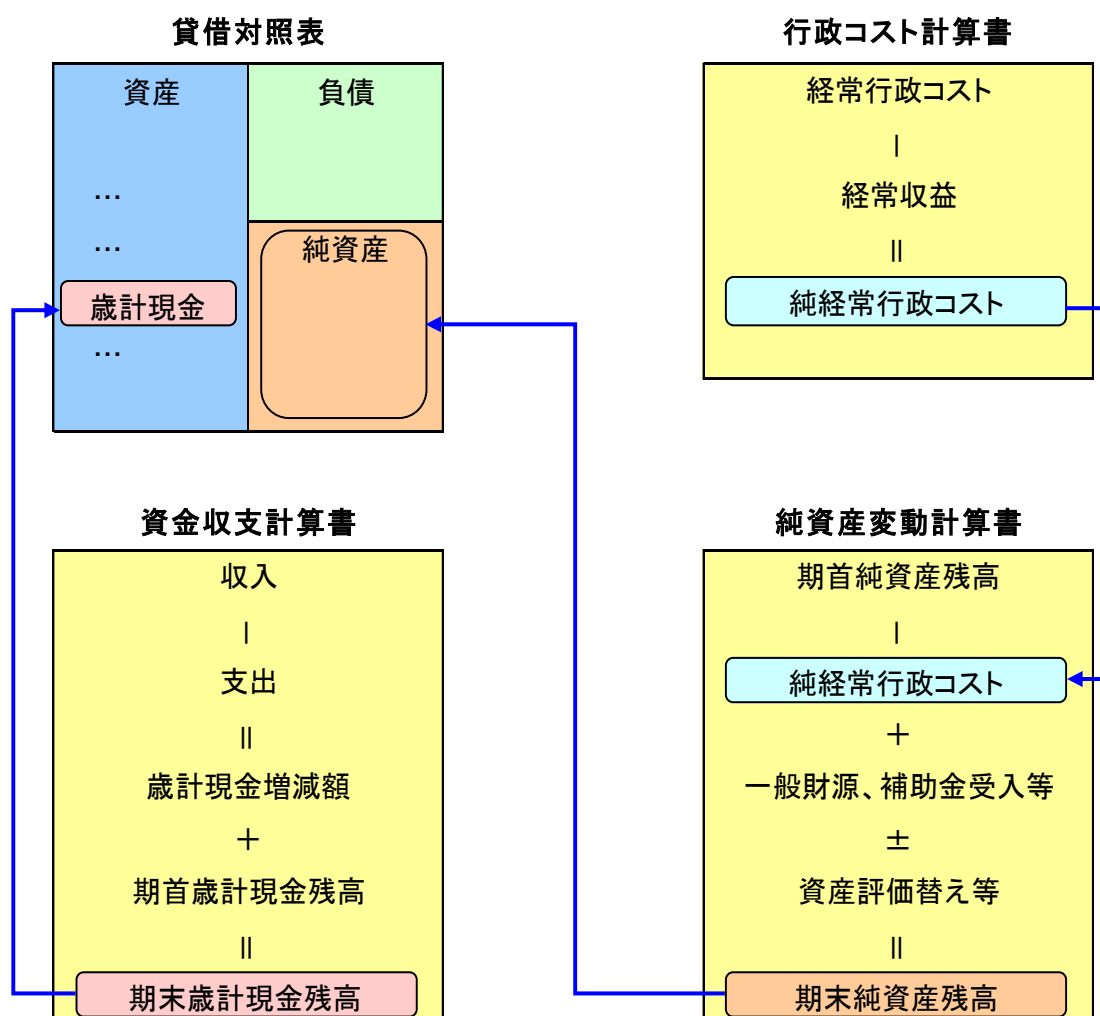 貸借対照表
資産
負債
…
…
歳計現金
…
純資産
行政コスト計算書
経常行政コスト
－
経常収益
＝
純経常行政コスト
資金収支計算書
収入
－
支出
＝
歳計現金増減額
＋
期首歳計現金残高
＝
期末歳計現金残高
純資産変動計算書
期首純資産残高
－
純経常行政コスト
＋
一般財源、補助金受入等
±
資産評価替え等
＝
期末純資産残高